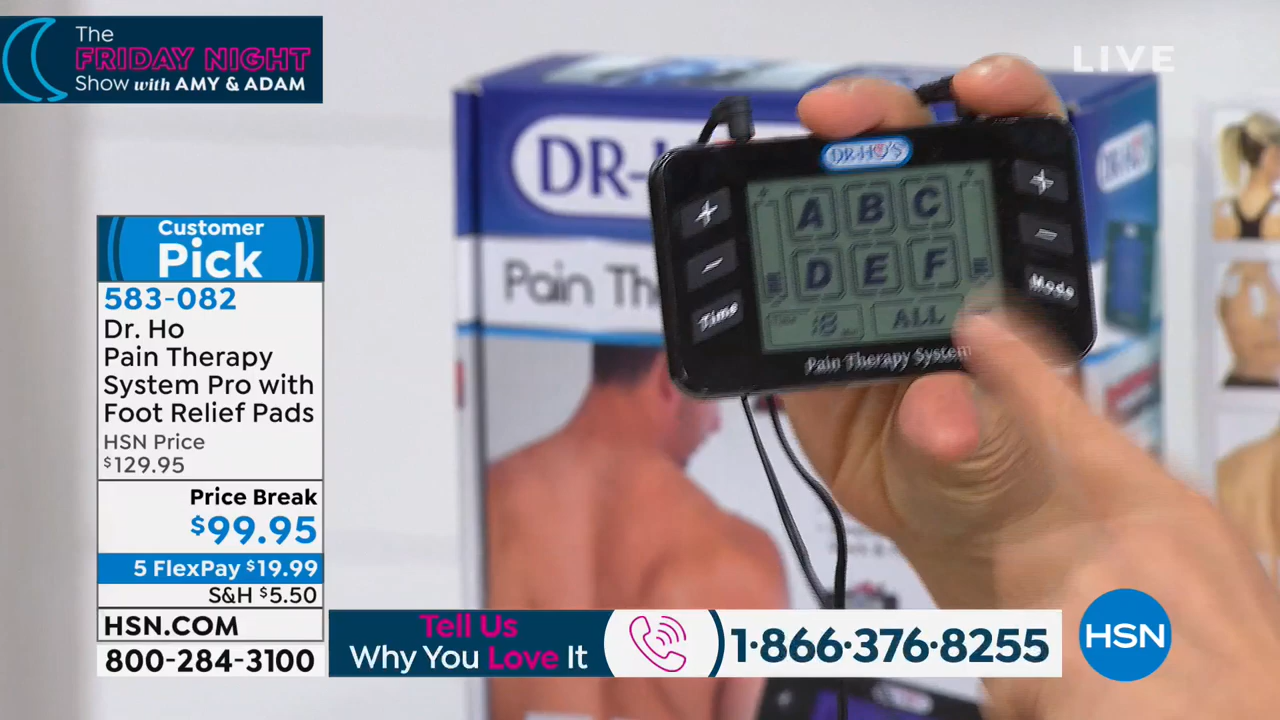 The
FRIDAY NIGHT
Show with AMY & ADAM
LIVE
Customer
Pick
583-082
Dr. Ho
Pain Therapy
System Pro with
Foot Relief Pads
HSN Price
$129.95
Price Break
$99.95
5 FlexPay $19.99
S&H $5.50
HSN.COM
800-284-3100
Tell Us
Why You Love It
1·866·376·8255
HSN
DR-
Pain Th
DR-HO'S
+
−
Time
A B C
D E F
18
ALL
+
−
Mode
Pain Therapy System